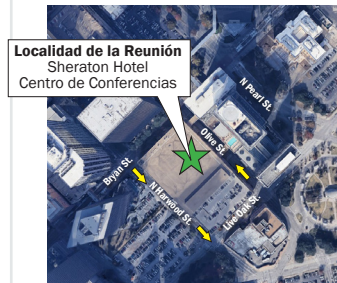 Localidad de la Reunión
Sheraton Hotel
Centro de Conferencias
N Pearl St.
Olive St.
Bryan St.
N Harwood St.
Live Oak St.